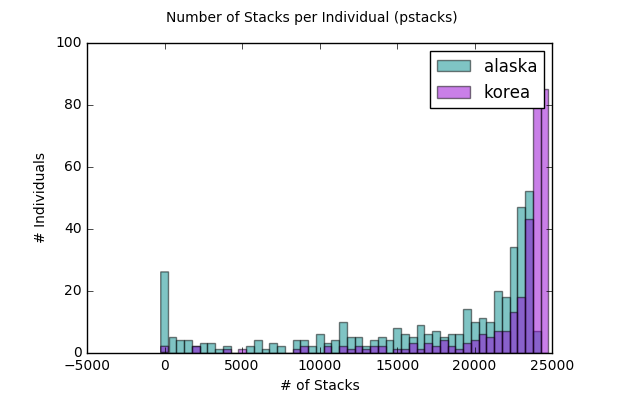 Number of Stacks per Individual (pstacks)
100
80
60
40
20
0
# Individuals
alaska
korea
−5000 0 5000 10000 15000 20000 25000
# of Stacks